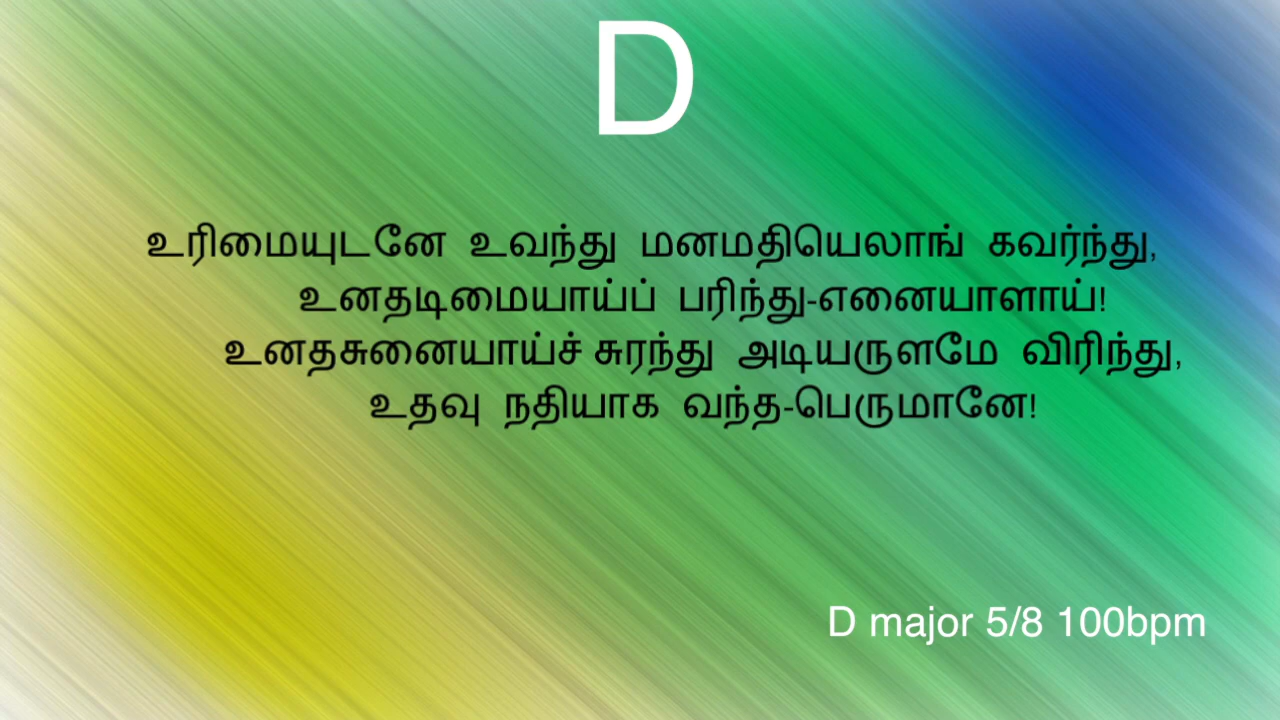 D
உரிமையுடனே உவந்து மனமதியெலாங் கவர்ந்து,
உனதடிமையாய்ப் பரிந்து-எனையாளாய்!
உனதசுனையாய்ச் சுரந்து அடியருளமே விரிந்து,
உதவு நதியாக வந்த-பெருமானே!
D major 5/8 100bpm